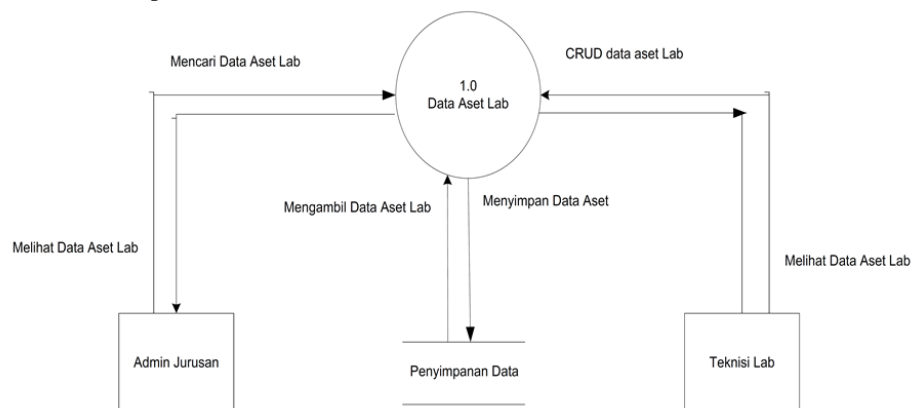 Mencari Data Aset Lab
CRUD data aset Lab
1.0
Data Aset Lab
Mengambil Data Aset Lab
Menyimpan Data Aset
Melihat Data Aset Lab
Melihat Data Aset Lab
Admin Jurusan
Penyimpanan Data
Teknisi Lab